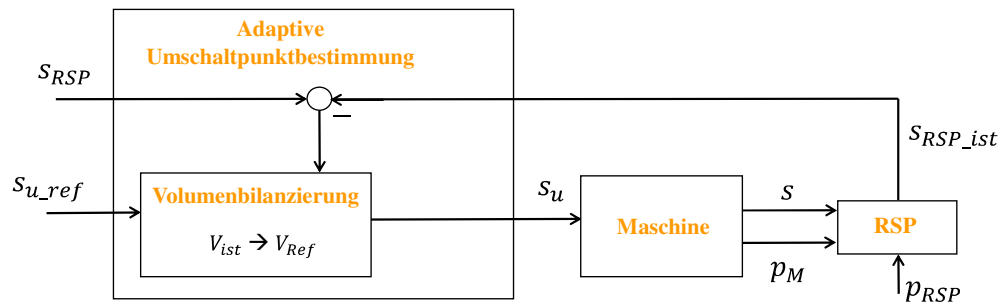 Adaptive
Umschaltpunktbestimmung
s_RSP
−
s_RSP_ist
s_u_ref
Volumenbilanzierung
V_ist → V_Ref
s_u
Maschine
s
p_M
RSP
p_RSP